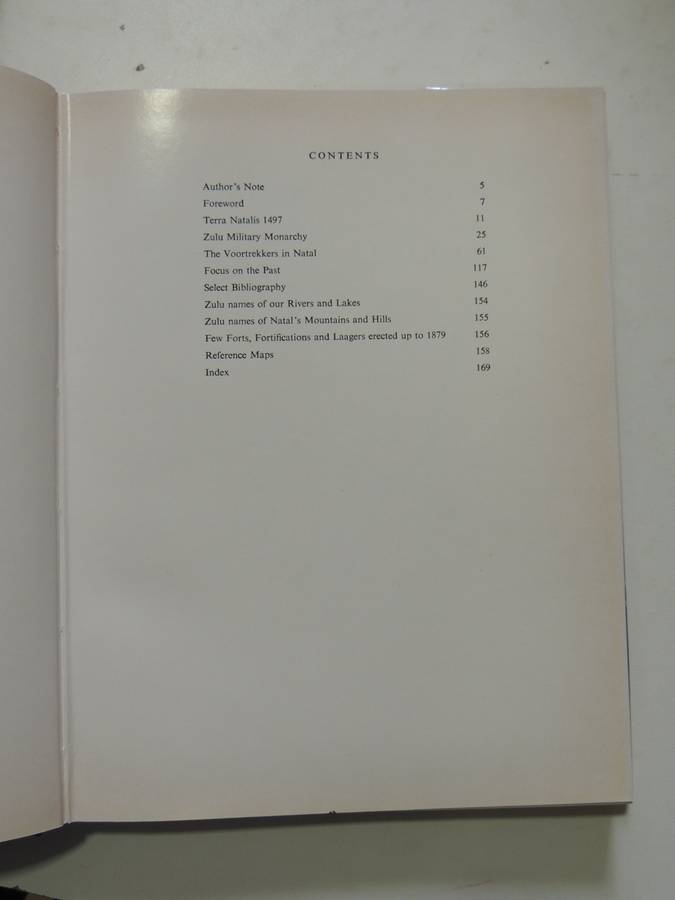 CONTENTS
Author's Note 5
Foreword 7
Terra Natalis 1497 11
Zulu Military Monarchy 25
The Voortrekkers in Natal 61
Focus on the Past 117
Select Bibliography 146
Zulu names of our Rivers and Lakes 154
Zulu names of Natal's Mountains and Hills 155
Few Forts, Fortifications and Laagers erected up to 1879 156
Reference Maps 158
Index 169